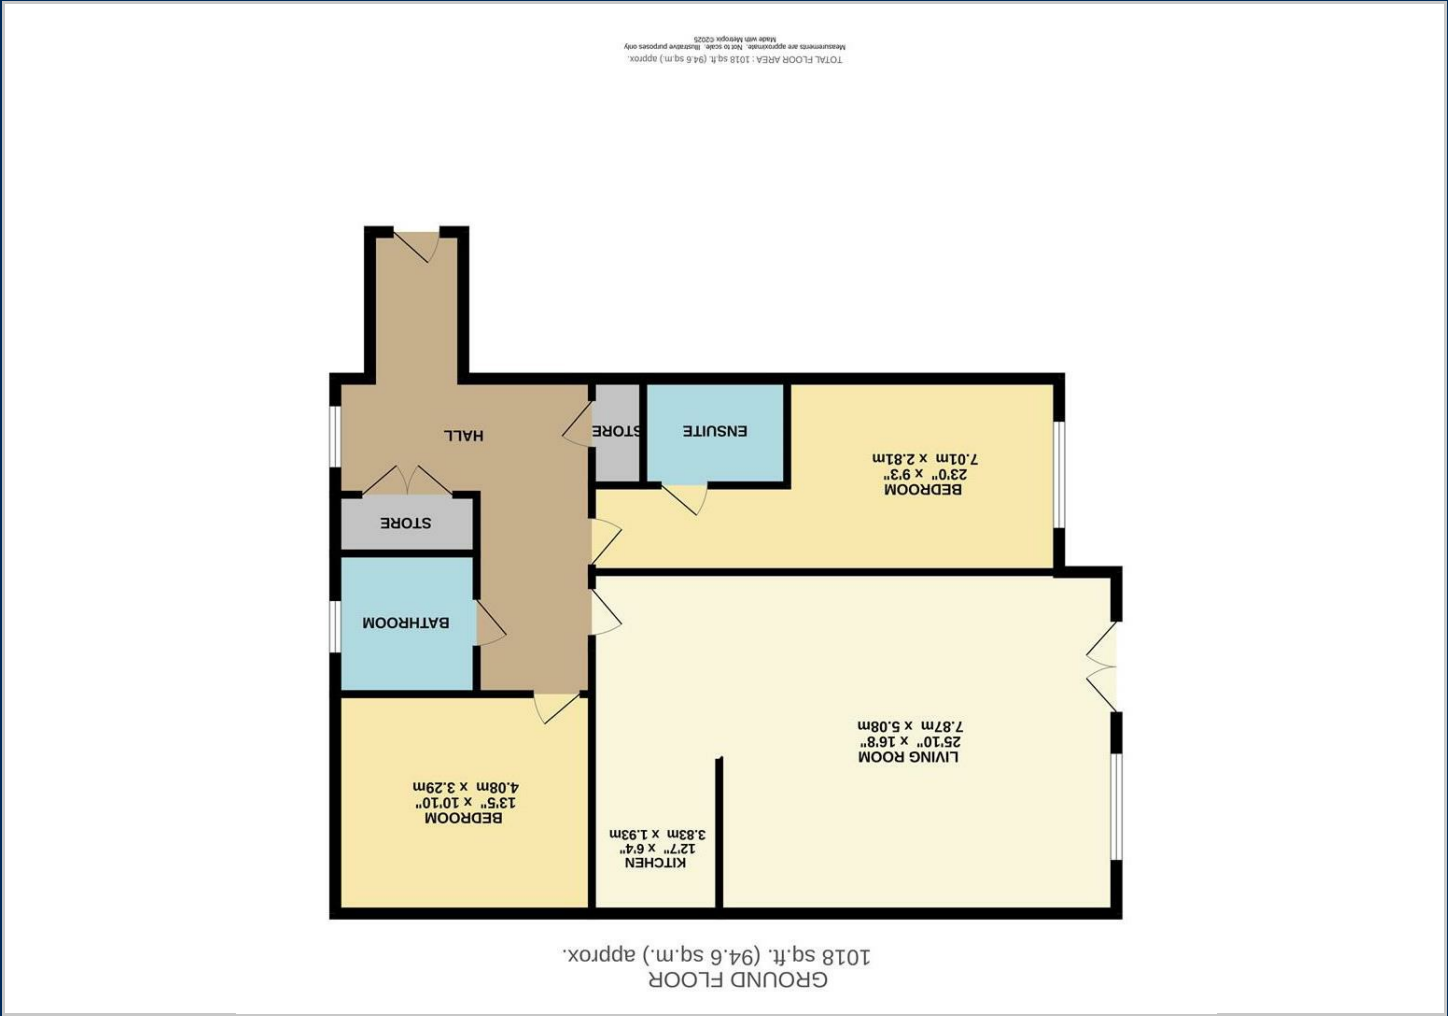 GROUND FLOOR
1018 sq.ft. (94.6 sq.m.) approx.
LIVING ROOM
25'10" x 16'8"
7.87m x 5.08m
KITCHEN
12'7" x 6'4"
3.83m x 1.93m
BEDROOM
13'5" x 10'10"
4.08m x 3.29m
BATHROOM
STORE
BEDROOM
23'0" x 9'3"
7.01m x 2.81m
ENSUITE
STORE
HALL
TOTAL FLOOR AREA : 1018 sq.ft. (94.6 sq.m.) approx.
Measurements are approximate. Not to scale. Illustrative purposes only
Made with Metropix ©2025